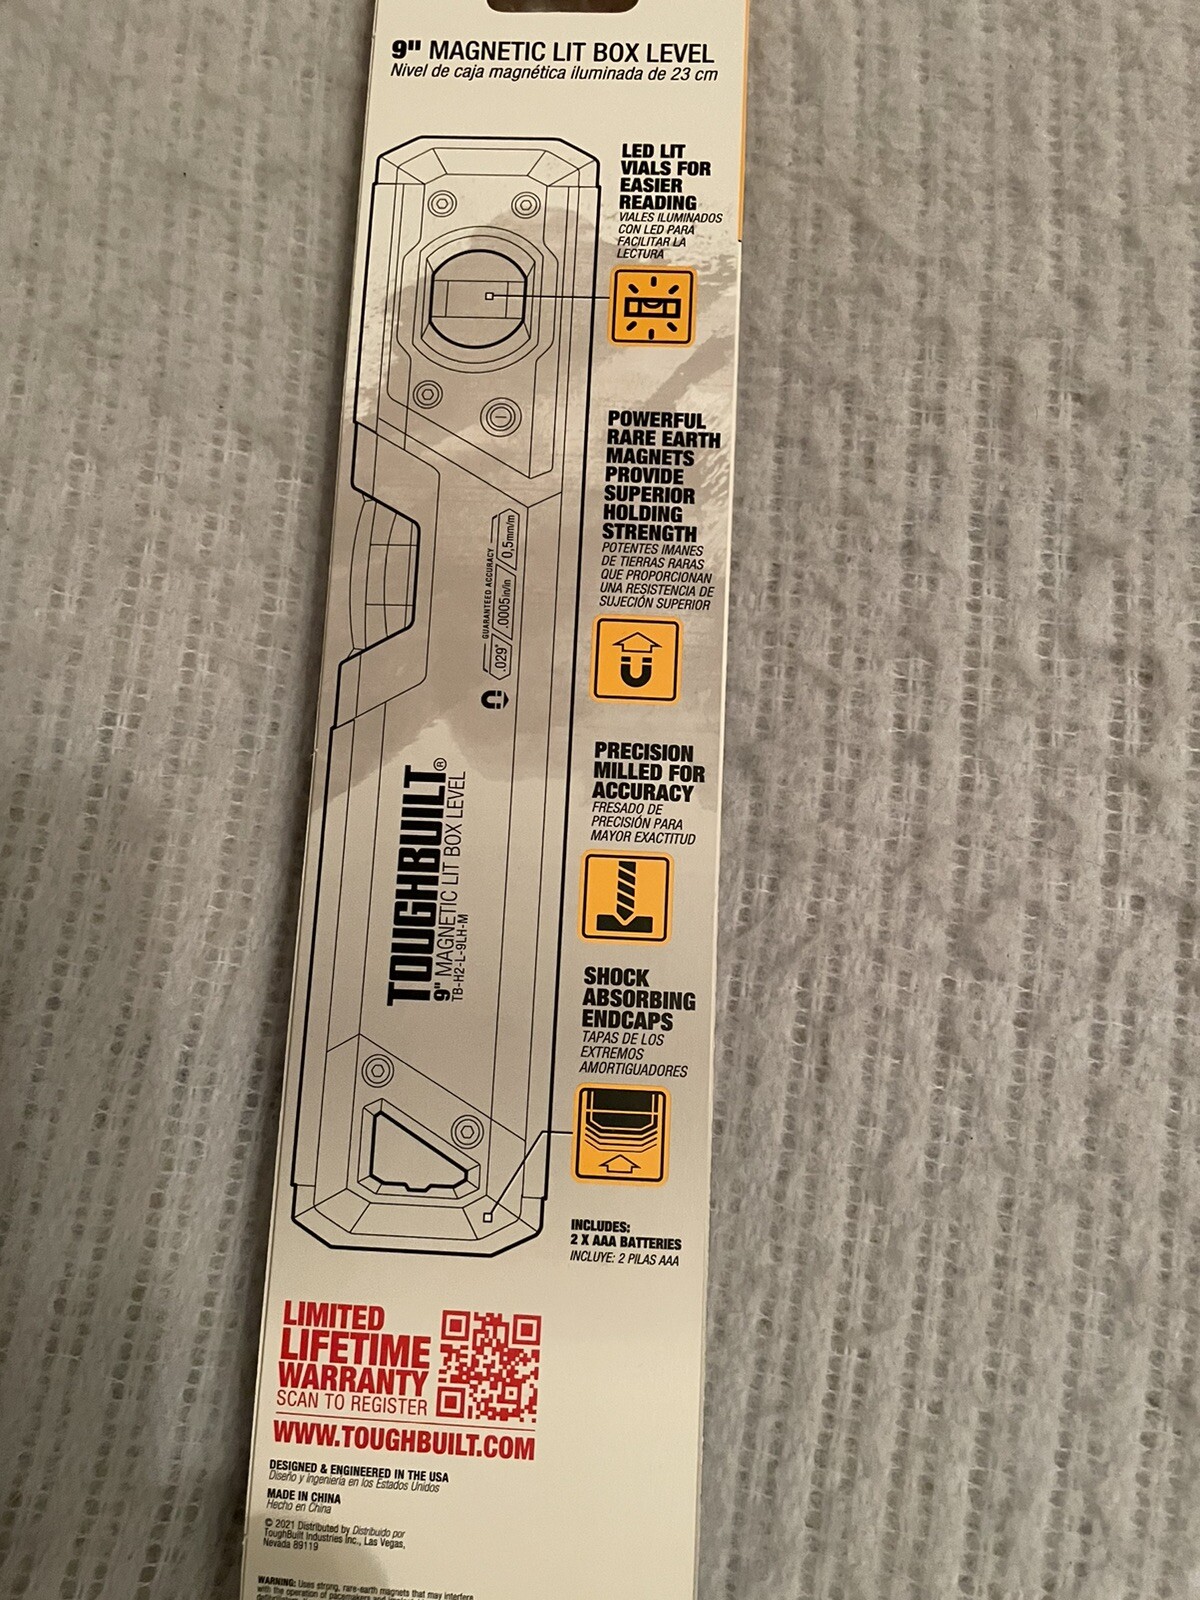 9" MAGNETIC LIT BOX LEVEL
Nivel de caja magnética iluminada de 23 cm
LED LIT
VIALS FOR
EASIER
READING
VIALES ILUMINADOS
CON LED PARA
FACILITAR LA
LECTURA
POWERFUL
RARE EARTH
MAGNETS
PROVIDE
SUPERIOR
HOLDING
STRENGTH
POTENTES IMANES
DE TIERRAS RARAS
QUE PROPORCIONAN
UNA RESISTENCIA DE
SUJECIÓN SUPERIOR
GUARANTEED ACCURACY
.029° / .0005in/in / 0,5mm/m
PRECISION
MILLED FOR
ACCURACY
FRESADO DE
PRECISIÓN PARA
MAYOR EXACTITUD
TOUGHBUILT®
9" MAGNETIC LIT BOX LEVEL
TB-H2-L-9LH-M
SHOCK
ABSORBING
ENDCAPS
TAPAS DE LOS
EXTREMOS
AMORTIGUADORES
INCLUDES:
2 X AAA BATTERIES
INCLUYE: 2 PILAS AAA
LIMITED
LIFETIME
WARRANTY
SCAN TO REGISTER
WWW.TOUGHBUILT.COM
DESIGNED & ENGINEERED IN THE USA
Diseño y ingeniería en los Estados Unidos
MADE IN CHINA
Hecho en China
© 2021 Distributed by Distribuido por
ToughBuilt Industries Inc., Las Vegas,
Nevada 89119
WARNING: Uses strong, rare-earth magnets that may interfere
with the operation of pacemakers and